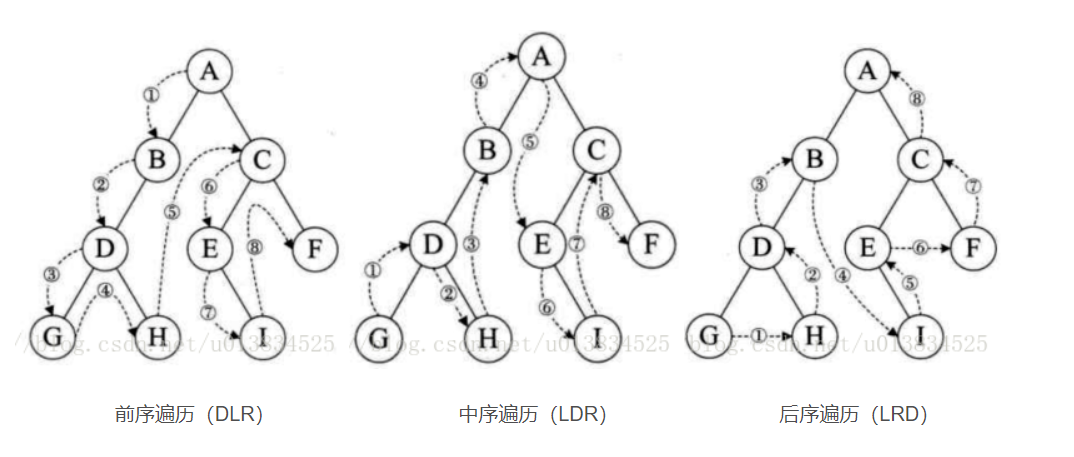 A
①
B C
② ⑥
⑤
D E F
③ ④ ⑧
⑦
G H I
//blog.csdn.net/u013834525
前序遍历（DLR）
A
④
⑤
B C
⑧
D ③ E ⑦ F
①
② ⑥
G H I
//blog.csdn.net/u013834525
中序遍历（LDR）
A
⑧
B C
③ ⑦
D E ⑥ F
② ④ ⑤
G ① H I
blog.csdn.net/u013834525
后序遍历（LRD）